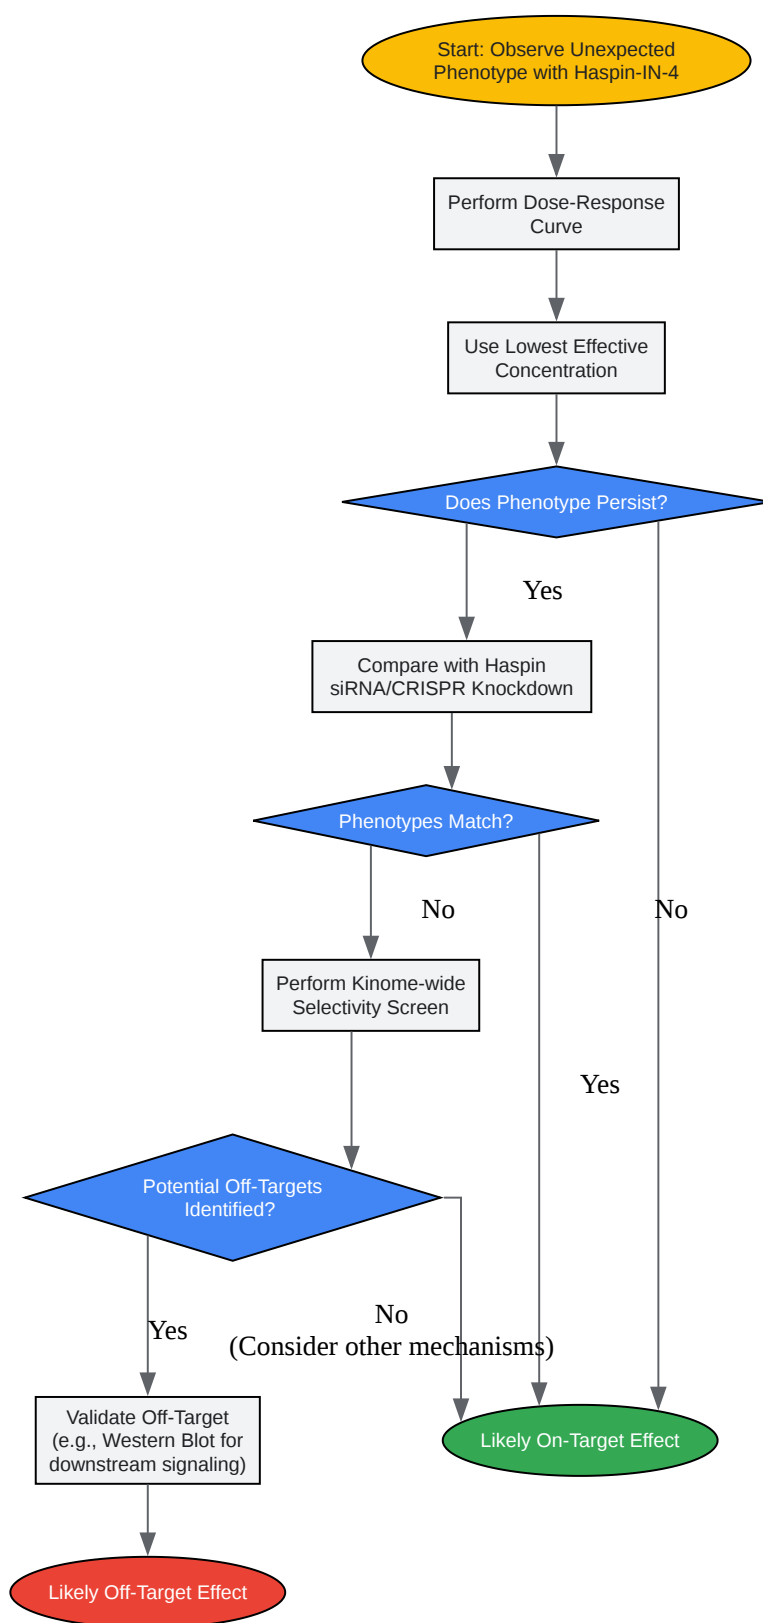 Start: Observe Unexpected
Phenotype with Haspin-IN-4
Perform Dose-Response
Curve
Use Lowest Effective
Concentration
Does Phenotype Persist?
Yes
Compare with Haspin
siRNA/CRISPR Knockdown
Phenotypes Match?
No
No
Perform Kinome-wide
Selectivity Screen
Yes
Potential Off-Targets
Identified?
No
(Consider other mechanisms)
Yes
Validate Off-Target
(e.g., Western Blot for
downstream signaling)
Likely On-Target Effect
Likely Off-Target Effect